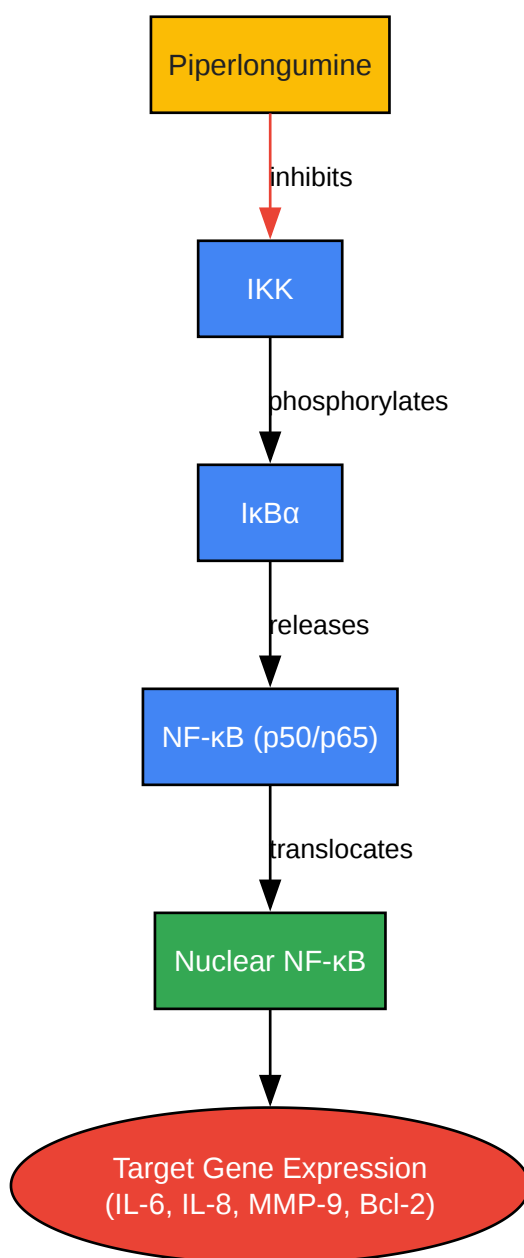 Piperlongumine
inhibits
IKK
phosphorylates
IκBα
releases
NF-κB (p50/p65)
translocates
Nuclear NF-κB
Target Gene Expression
(IL-6, IL-8, MMP-9, Bcl-2)